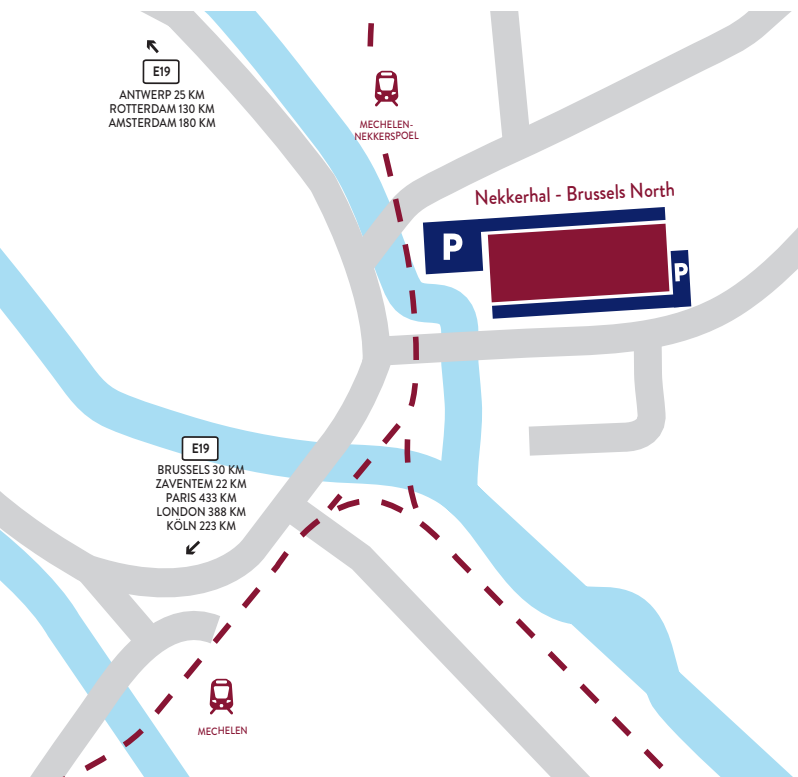 E19
ANTWERP 25 KM
ROTTERDAM 130 KM
AMSTERDAM 180 KM
MECHELEN-
NEKKERSPOEL
Nekkerhal - Brussels North
P
P
E19
BRUSSELS 30 KM
ZAVENTEM 22 KM
PARIS 433 KM
LONDON 388 KM
KÖLN 223 KM
MECHELEN